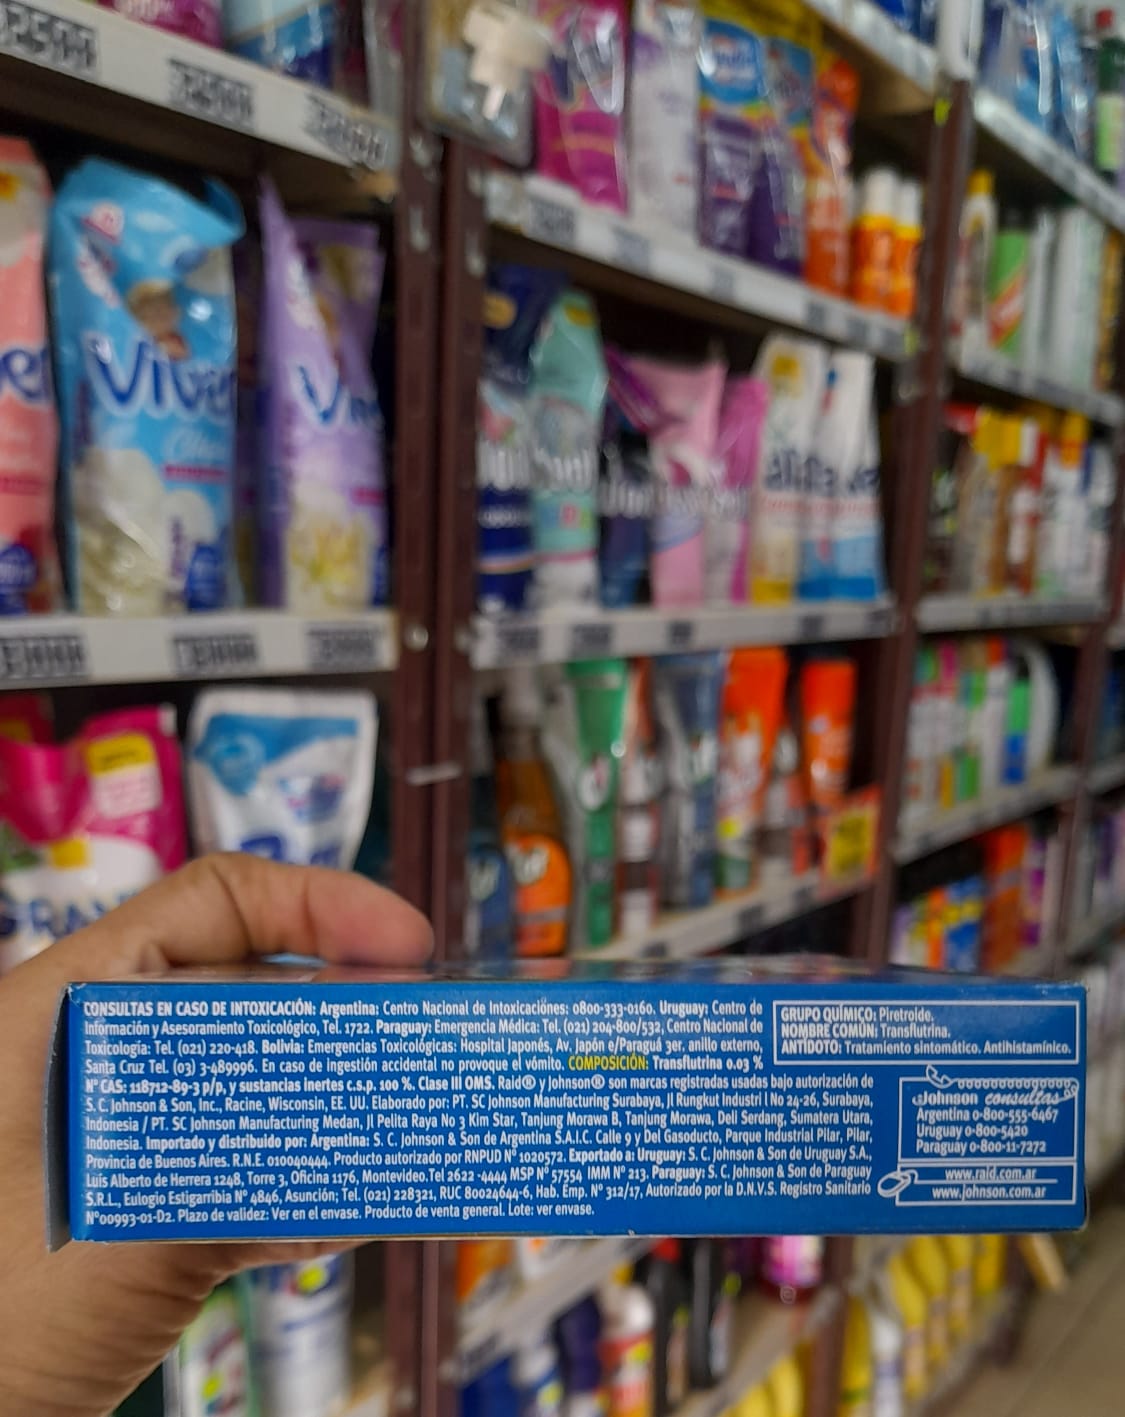 Vive
CONSULTAS EN CASO DE INTOXICACIÓN: Argentina: Centro Nacional de Intoxicaciones: 0800-333-0160. Uruguay: Centro de
Información y Asesoramiento Toxicológico, Tel. 1722. Paraguay: Emergencia Médica: Tel. (021) 204-800/532, Centro Nacional de
Toxicología: Tel. (021) 220-418. Bolivia: Emergencias Toxicológicas: Hospital Japonés, Av. Japón e/Paraguá 3er. anillo externo,
Santa Cruz Tel. (03) 3-489996. En caso de ingestión accidental no provoque el vómito. COMPOSICIÓN: Transflutrina 0.03 %
N° CAS: 118712-89-3 p/p, y sustancias inertes c.s.p. 100 %. Clase III OMS. Raid® y Johnson® son marcas registradas usadas bajo autorización de
S. C. Johnson & Son, Inc., Racine, Wisconsin, EE. UU. Elaborado por: PT. SC Johnson Manufacturing Surabaya, Jl Rungkut Industri I No 24-26, Surabaya,
Indonesia / PT. SC Johnson Manufacturing Medan, Jl Pelita Raya No 3 Kim Star, Tanjung Morawa B, Tanjung Morawa, Deli Serdang, Sumatera Utara,
Indonesia. Importado y distribuido por: Argentina: S. C. Johnson & Son de Argentina S.A.I.C. Calle 9 y Del Gasoducto, Parque Industrial Pilar, Pilar,
Provincia de Buenos Aires. R.N.E. 010040444. Producto autorizado por RNPUD N° 1020572. Exportado a: Uruguay: S. C. Johnson & Son de Uruguay S.A.,
Luis Alberto de Herrera 1248, Torre 3, Oficina 1176, Montevideo. Tel 2622 -4444 MSP N° 57554 IMM N° 213. Paraguay: S. C. Johnson & Son de Paraguay
S.R.L., Eulogio Estigarribia N° 4846, Asunción; Tel. (021) 228321, RUC 80024644-6, Hab. Emp. N° 312/17, Autorizado por la D.N.V.S. Registro Sanitario
N°00993-01-D2. Plazo de validez: Ver en el envase. Producto de venta general. Lote: ver envase.
GRUPO QUÍMICO: Piretroide.
NOMBRE COMÚN: Transflutrina.
ANTÍDOTO: Tratamiento sintomático. Antihistamínico.
Johnson consultas
Argentina 0-800-555-6467
Uruguay 0-800-5420
Paraguay 0-800-11-7272
www.raid.com.ar
www.johnson.com.ar